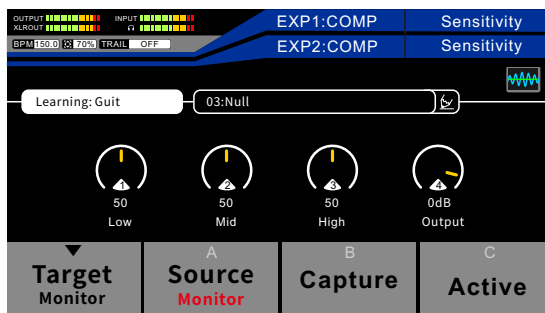 OUTPUT INPUT
XLROUT
EXP1:COMP Sensitivity
BPM 150.0 70% TRAIL OFF
EXP2:COMP Sensitivity
Learning: Guit 03:Null
1 2 3 4
50 50 50 0dB
Low Mid High Output
A B C
Target Source Capture Active
Monitor Monitor